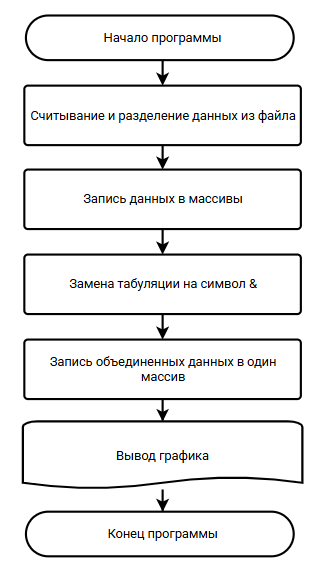 Начало программы
Считывание и разделение данных из файла
Запись данных в массивы
Замена табуляции на символ &
Запись объединенных данных в один
массив
Вывод графика
Конец программы